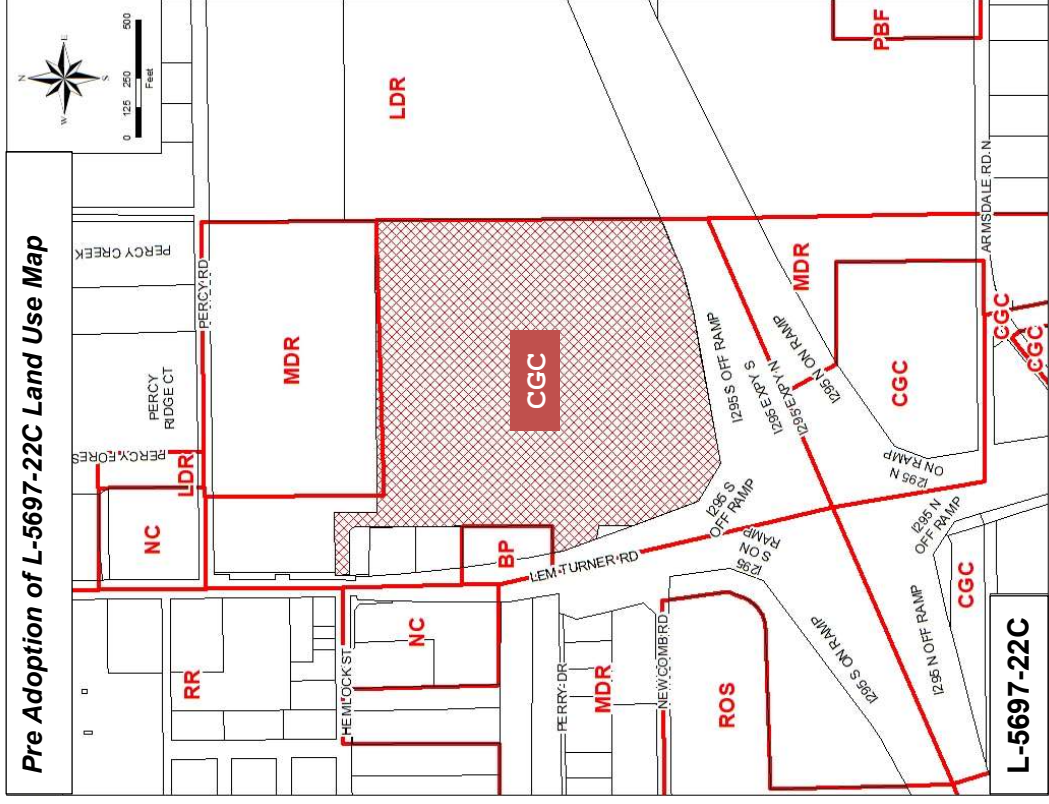 Pre Adoption of L-5697-22C Land Use Map
N
W
E
S
0 125 250 500
Feet
PERCY CREEK
PERCY RD
PERCY
RIDGE CT
PERCY FORES
LDR
NC
MDR
LDR
PBF
CGC
BP
LEM TURNER RD
RR
HEMLOCK ST
NC
PERRY DR
MDR
NEWCOMB RD
ROS
I295 S OFF RAMP
I295 EXPY S
I295 EXPY N
I295 N ON RAMP
MDR
CGC
ARMSDALE RD N
CGC
CGC
I295 N
ON RAMP
I295 S
OFF RAMP
I295
S ON
RAMP
I295 S ON RAMP
I295 N
OFF RAMP
I295 N OFF RAMP
CGC
L-5697-22C